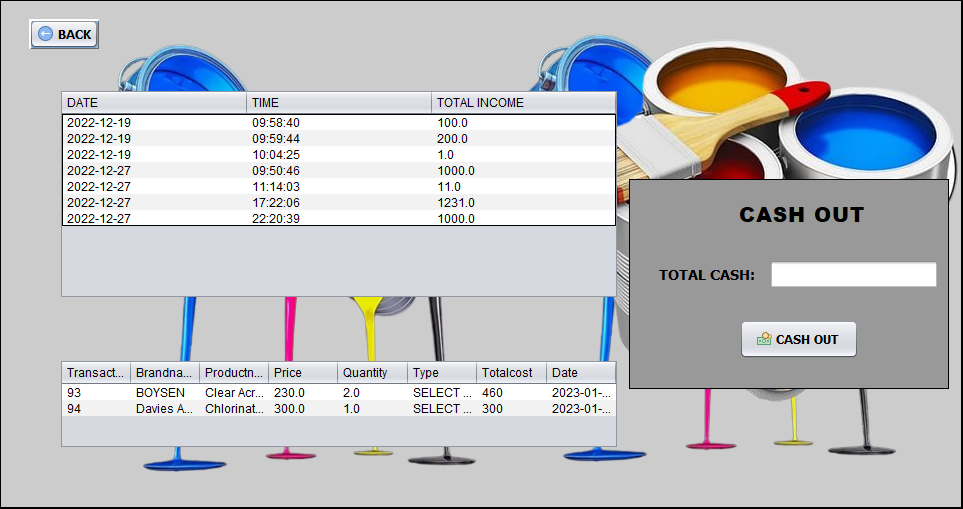 BACK
DATE TIME TOTAL INCOME
2022-12-19 09:58:40 100.0
2022-12-19 09:59:44 200.0
2022-12-19 10:04:25 1.0
2022-12-27 09:50:46 1000.0
2022-12-27 11:14:03 11.0
2022-12-27 17:22:06 1231.0
2022-12-27 22:20:39 1000.0
CASH OUT
TOTAL CASH:
CASH OUT
Transact... Brandna... Productn... Price Quantity Type Totalcost Date
93 BOYSEN Clear Acr... 230.0 2.0 SELECT ... 460 2023-01-...
94 Davies A... Chlorinat... 300.0 1.0 SELECT ... 300 2023-01-...